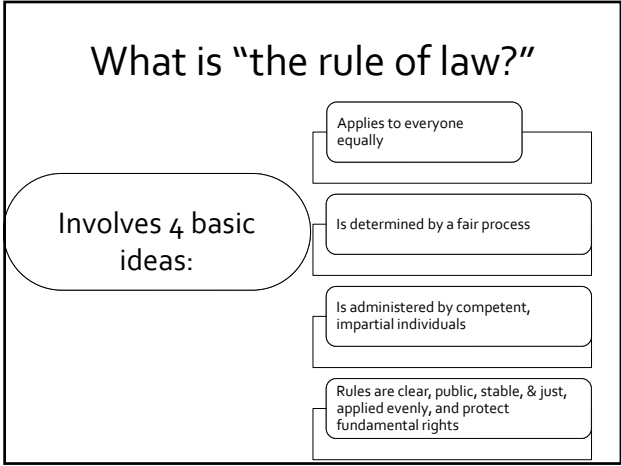 What is “the rule of law?”
Applies to everyone
equally
Involves 4 basic
ideas:
Is determined by a fair process
Is administered by competent,
impartial individuals
Rules are clear, public, stable, & just,
applied evenly, and protect
fundamental rights